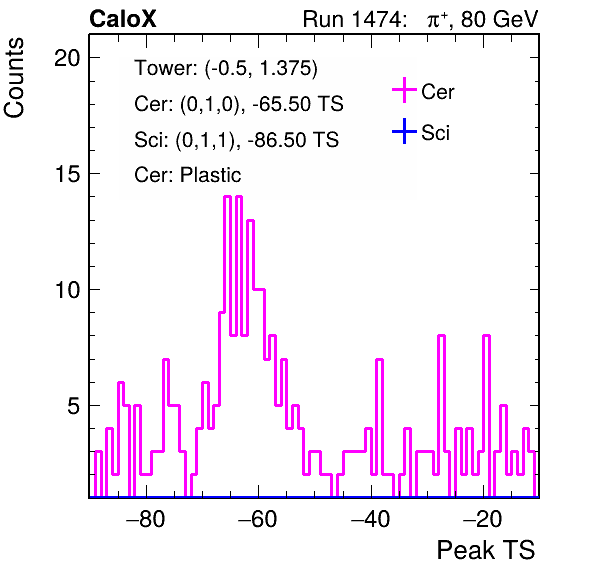 CaloX Run 1474: π+, 80 GeV
Counts
Tower: (-0.5, 1.375)
Cer: (0,1,0), -65.50 TS
Sci: (0,1,1), -86.50 TS
Cer: Plastic
Cer
Sci
20
15
10
5
−80 −60 −40 −20
Peak TS